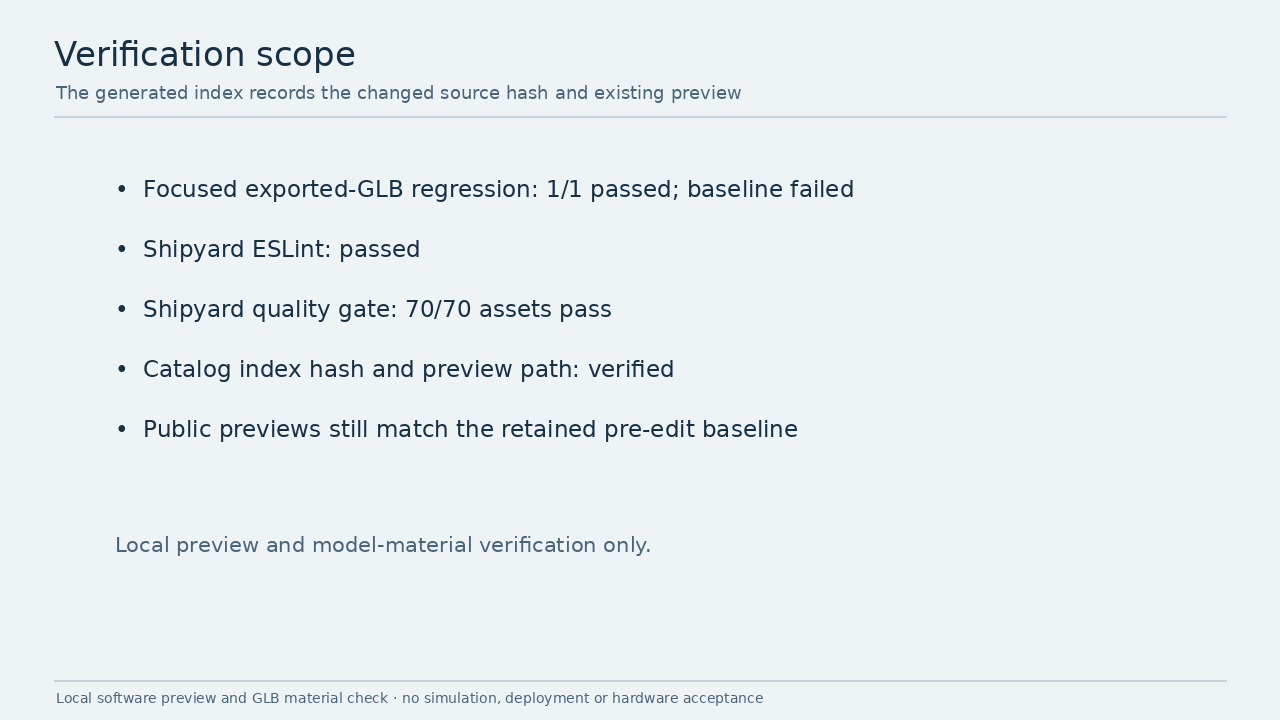 Verification scope
The generated index records the changed source hash and existing preview
• Focused exported-GLB regression: 1/1 passed; baseline failed
• Shipyard ESLint: passed
• Shipyard quality gate: 70/70 assets pass
• Catalog index hash and preview path: verified
• Public previews still match the retained pre-edit baseline
Local preview and model-material verification only.
Local software preview and GLB material check · no simulation, deployment or hardware acceptance